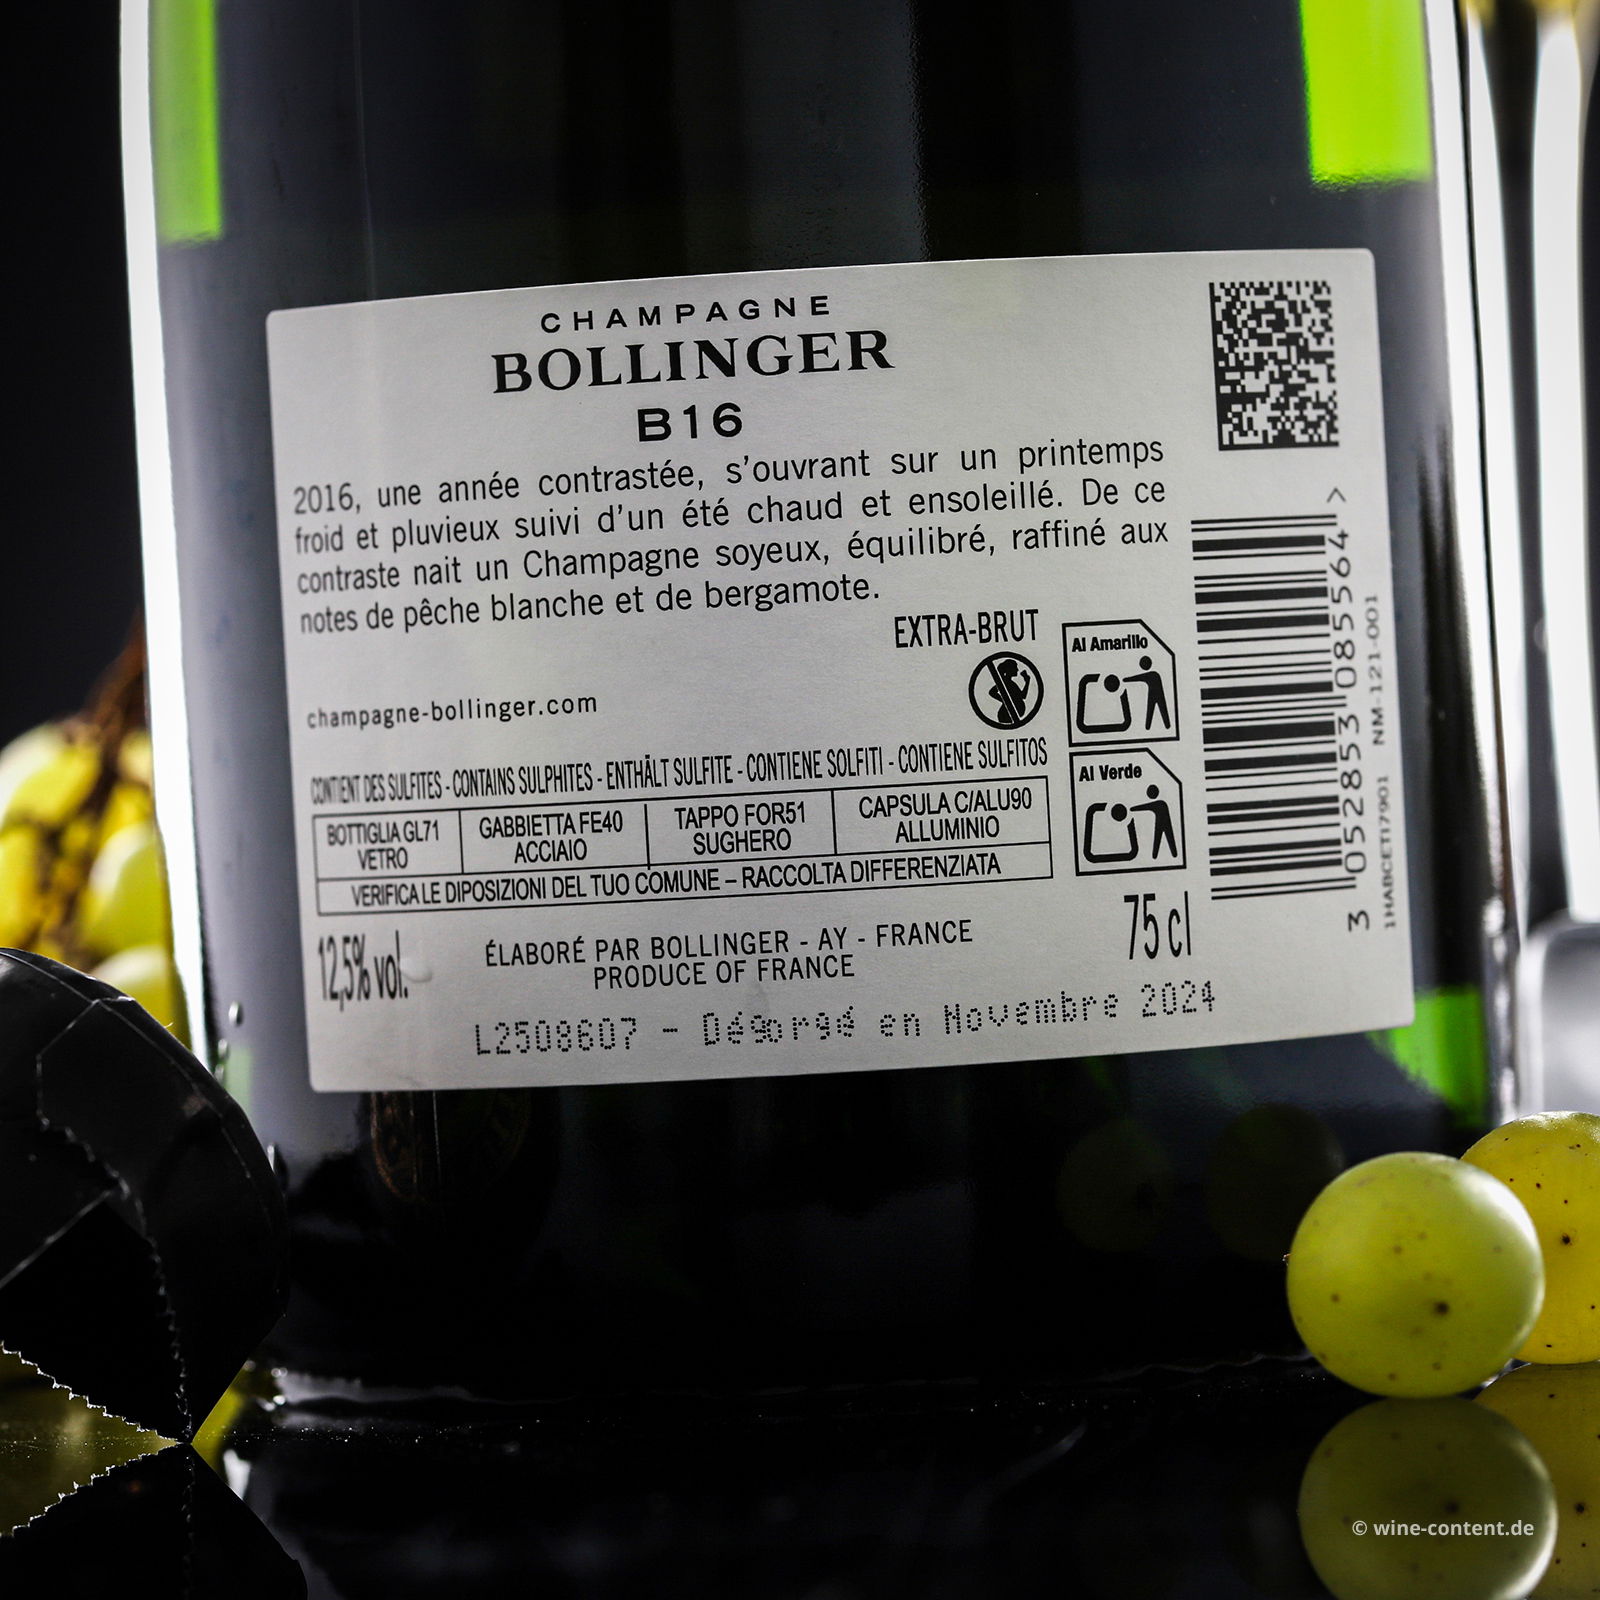 CHAMPAGNE
BOLLINGER
B16
2016, une année contrastée, s'ouvrant sur un printemps
froid et pluvieux suivi d'un été chaud et ensoleillé. De ce
contraste nait un Champagne soyeux, équilibré, raffiné aux
notes de pêche blanche et de bergamote.
EXTRA-BRUT
champagne-bollinger.com
Al Amarillo
Al Verde
CONTIENT DES SULFITES - CONTAINS SULPHITES - ENTHÄLT SULFITE - CONTIENE SOLFITI - CONTIENE SULFITOS
BOTTIGLIA GL71
VETRO
GABBIETTA FE40
ACCIAIO
TAPPO FOR51
SUGHERO
CAPSULA C/ALU90
ALLUMINIO
VERIFICA LE DIPOSIZIONI DEL TUO COMUNE – RACCOLTA DIFFERENZIATA
12,5% vol.
ÉLABORÉ PAR BOLLINGER - AY - FRANCE
PRODUCE OF FRANCE
75 cl
L2508607 - Dégorgé en Novembre 2024
3 052853 085564 >
1HABCETI7901 NM-121-001
© wine-content.de